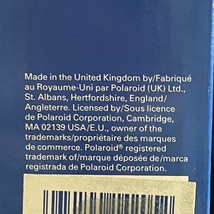 Made in the United Kingdom by/Fabriqué
au Royaume-Uni par Polaroid (UK) Ltd.,
St. Albans, Hertfordshire, England/
Angleterre. Licensed by/Sous licence
de Polaroid Corporation, Cambridge,
MA 02139 USA/E.U., owner of the
trademarks/propriétaire des marques
de commerce. Polaroid® registered
trademark of/marque déposée de/marca
registrada de Polaroid Corporation.